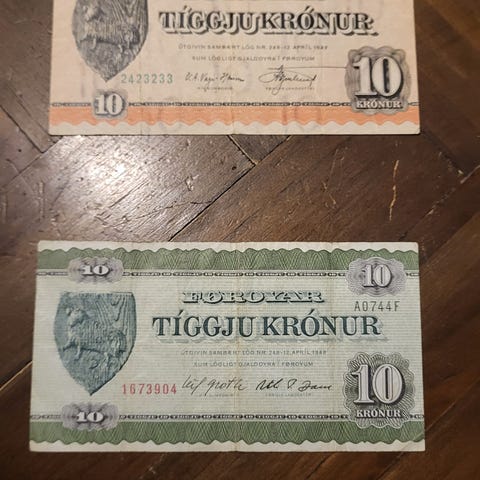 TÍGGJU KRÓNUR
ÚTGIVIN SAMBÆRT LÓG NR. 248-12. APRÍL 1949
SUM LÓGLIGT GJALDOYRA Í FØROYUM
2423233
10
KRÓNUR
10
10
10
FØROYAR
A0744F
TÍGGJU KRÓNUR
ÚTGIVIN SAMBÆRT LÓG NR. 248-12. APRÍL 1949
SUM LÓGLIGT GJALDOYRA Í FØROYUM
1673904
10
KRÓNUR
10